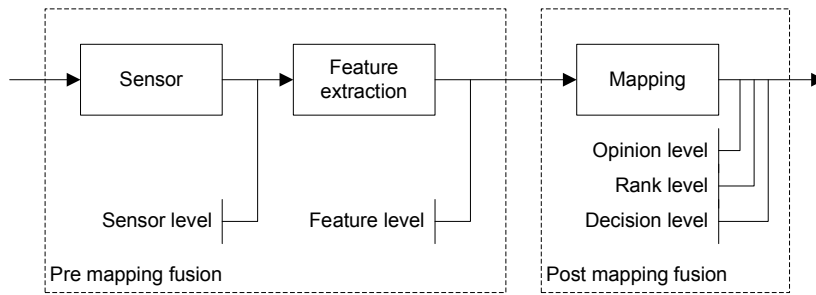 Sensor
Feature
extraction
Mapping
Opinion level
Rank level
Sensor level
Feature level
Decision level
Pre mapping fusion
Post mapping fusion